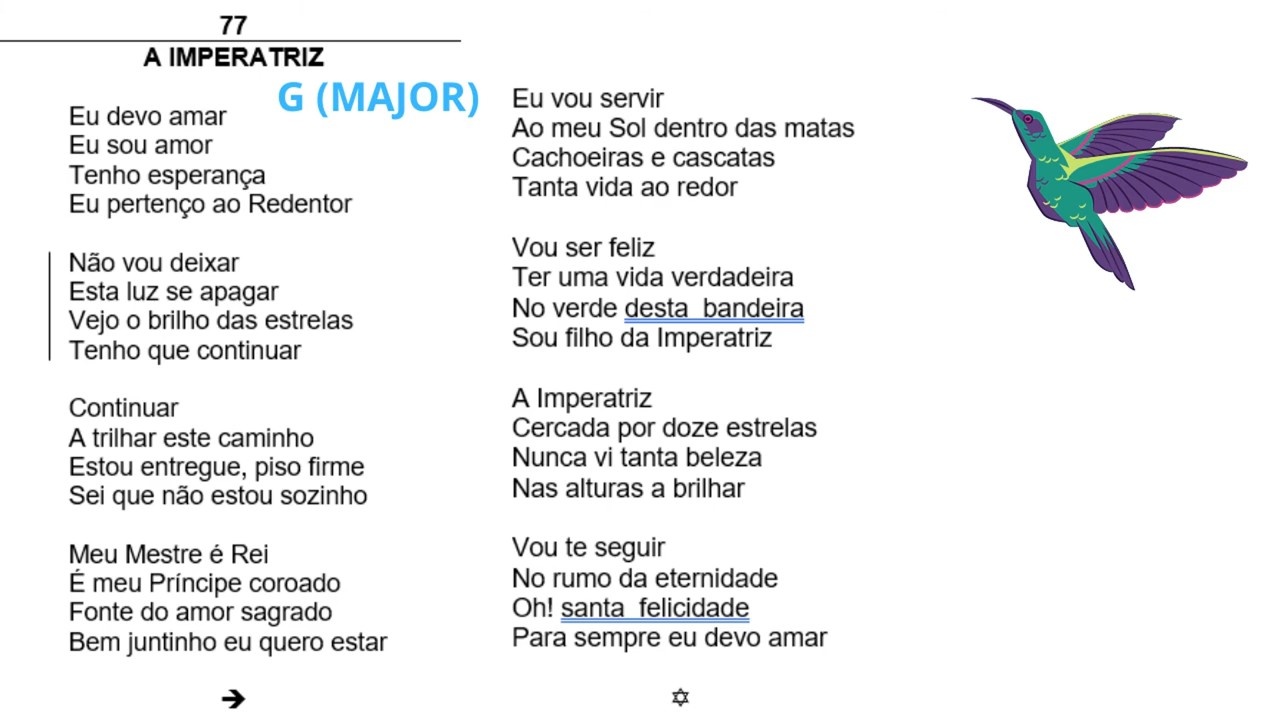 77
A IMPERATRIZ
G (MAJOR)
Eu devo amar
Eu sou amor
Tenho esperança
Eu pertenço ao Redentor
Não vou deixar
Esta luz se apagar
Vejo o brilho das estrelas
Tenho que continuar
Continuar
A trilhar este caminho
Estou entregue, piso firme
Sei que não estou sozinho
Meu Mestre é Rei
É meu Príncipe coroado
Fonte do amor sagrado
Bem juntinho eu quero estar
➔
Eu vou servir
Ao meu Sol dentro das matas
Cachoeiras e cascatas
Tanta vida ao redor
Vou ser feliz
Ter uma vida verdadeira
No verde desta  bandeira
Sou filho da Imperatriz
A Imperatriz
Cercada por doze estrelas
Nunca vi tanta beleza
Nas alturas a brilhar
Vou te seguir
No rumo da eternidade
Oh! santa  felicidade
Para sempre eu devo amar
✡